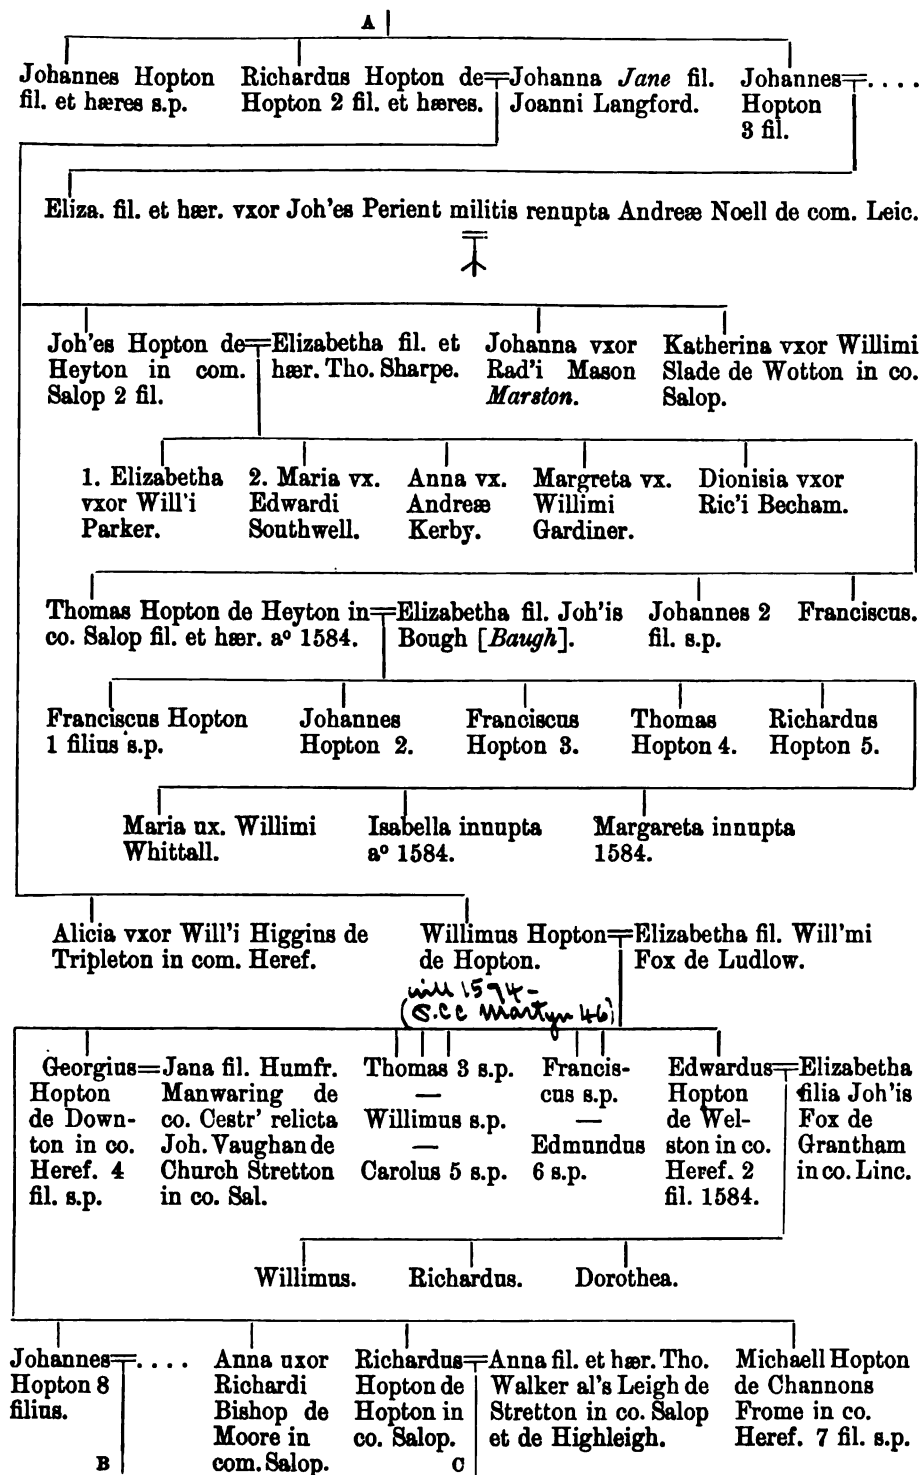 A
Johannes Hopton
fil. et hæres s.p.
Richardus Hopton de
Hopton 2 fil. et hæres.
Johanna Jane fil.
Joanni Langford.
Johannes
Hopton
3 fil.
. . . .
Eliza. fil. et hær. vxor Joh'es Perient militis renupta Andreæ Noell de com. Leic.
Joh'es Hopton de
Heyton in com.
Salop 2 fil.
Elizabetha fil. et
hær. Tho. Sharpe.
Johanna vxor
Rad'i Mason
Marston.
Katherina vxor Willimi
Slade de Wotton in co.
Salop.
1. Elizabetha
vxor Will'i
Parker.
2. Maria vx.
Edwardi
Southwell.
Anna vx.
Andreæ
Kerby.
Margreta vx.
Willimi
Gardiner.
Dionisia vxor
Ric'i Becham.
Thomas Hopton de Heyton in
co. Salop fil. et hær. aº 1584.
Elizabetha fil. Joh'is
Bough [Baugh].
Johannes 2
fil. s.p.
Franciscus.
Franciscus Hopton
1 filius s.p.
Johannes
Hopton 2.
Franciscus
Hopton 3.
Thomas
Hopton 4.
Richardus
Hopton 5.
Maria ux. Willimi
Whittall.
Isabella innupta
aº 1584.
Margareta innupta
1584.
Alicia vxor Will'i Higgins de
Tripleton in com. Heref.
Willimus Hopton
de Hopton.
will 1594-
(P.C.C Martyn 46)
Elizabetha fil. Will'mi
Fox de Ludlow.
Georgius
Hopton
de Down-
ton in co.
Heref. 4
fil. s.p.
Jana fil. Humfr.
Manwaring de
co. Cestr' relicta
Joh. Vaughan de
Church Stretton
in co. Sal.
Thomas 3 s.p.
—
Willimus s.p.
—
Carolus 5 s.p.
Francis-
cus s.p.
—
Edmundus
6 s.p.
Edwardus
Hopton
de Wel-
ston in co.
Heref. 2
fil. 1584.
Elizabetha
filia Joh'is
Fox de
Grantham
in co. Linc.
Willimus.
Richardus.
Dorothea.
Johannes
Hopton 8
filius.
. . . .
B
Anna uxor
Richardi
Bishop de
Moore in
com. Salop.
Richardus
Hopton de
Hopton in
co. Salop.
C
Anna fil. et hær. Tho.
Walker al's Leigh de
Stretton in co. Salop
et de Highleigh.
Michaell Hopton
de Channons
Frome in co.
Heref. 7 fil. s.p.